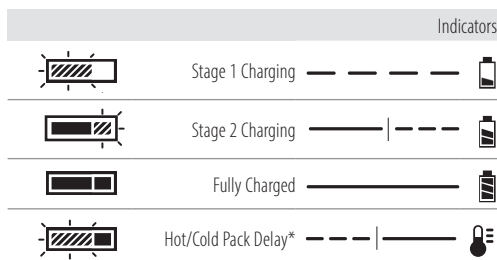 Indicators
Stage 1 Charging
Stage 2 Charging
Fully Charged
Hot/Cold Pack Delay*